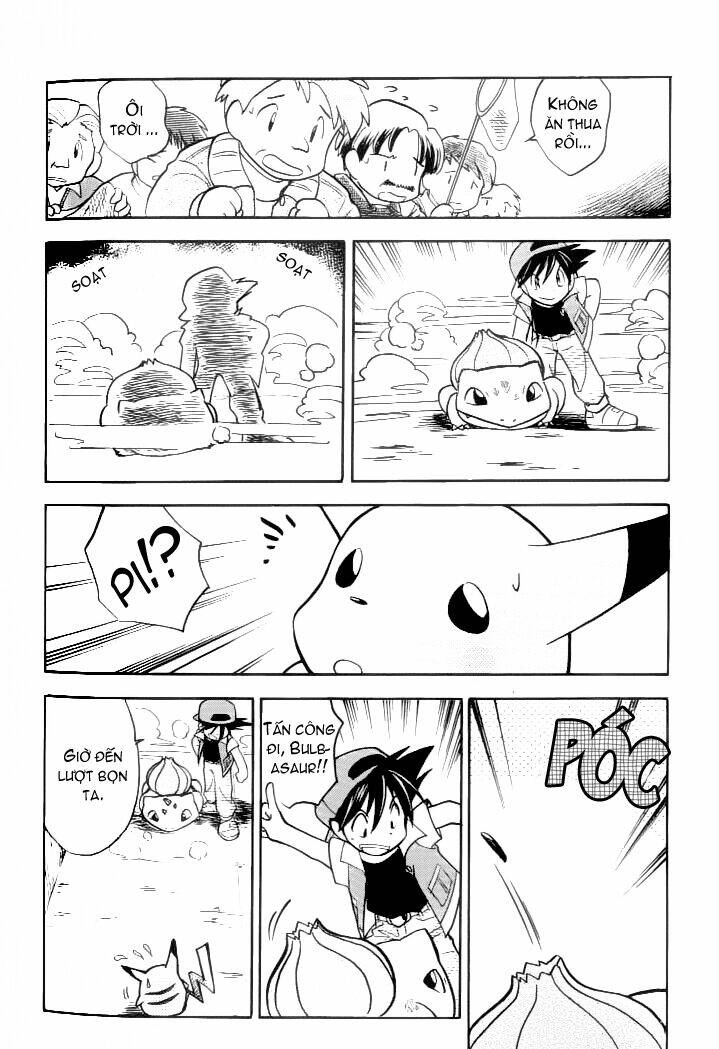 ÔI
TRỜI ...
KHÔNG
ĂN THUA
RỒI...
SOẠT
SOẠT
PI!?
GIỜ ĐẾN
LƯỢT BỌN
TA.
TẤN CÔNG
ĐI, BULB-
ASAUR!!
PÓC